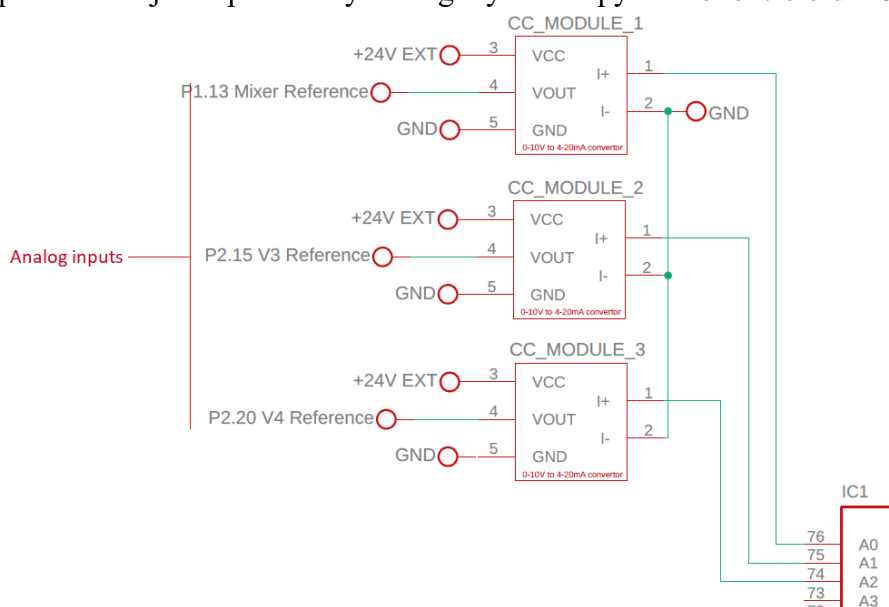 CC_MODULE_1
+24V EXT 3 VCC I+ 1
P1.13 Mixer Reference 4 VOUT I- 2 GND
GND 5 GND
0-10V to 4-20mA convertor
CC_MODULE_2
+24V EXT 3 VCC I+ 1
Analog inputs P2.15 V3 Reference 4 VOUT I- 2
GND 5 GND
0-10V to 4-20mA convertor
CC_MODULE_3
+24V EXT 3 VCC I+ 1
P2.20 V4 Reference 4 VOUT I- 2
GND 5 GND
0-10V to 4-20mA convertor
IC1
76 A0
75 A1
74 A2
73 A3